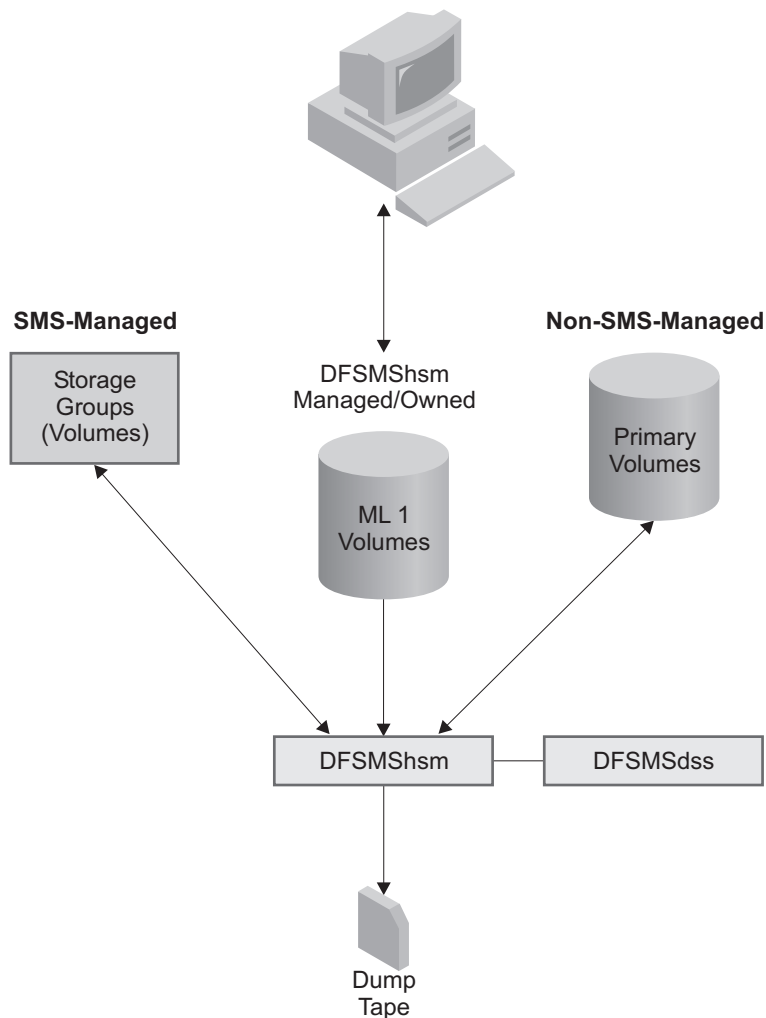 SMS-Managed
Non-SMS-Managed
Storage
Groups
(Volumes)
DFSMShsm
Managed/Owned
ML 1
Volumes
Primary
Volumes
DFSMShsm
DFSMSdss
Dump
Tape